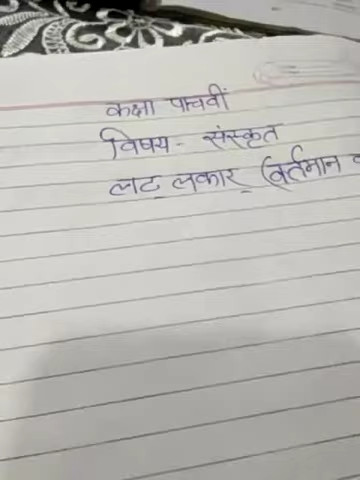 कक्षा पाचवीं
विषय - संस्कृत
लट् लकार् (वर्तमान